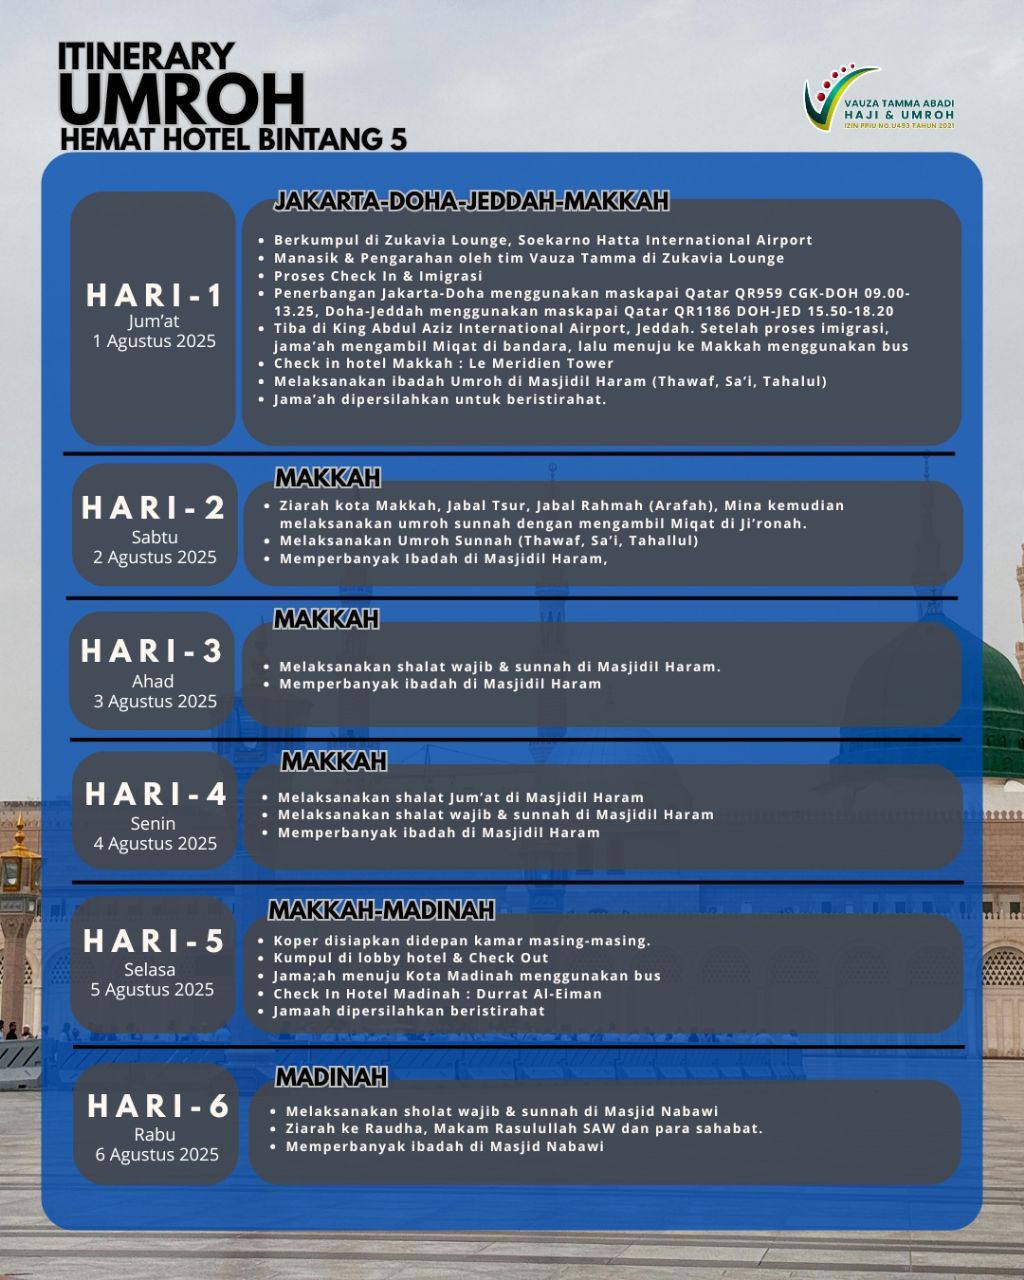 ITINERARY
UMROH
HEMAT HOTEL BINTANG 5
VAUZA TAMMA ABADI
HAJI & UMROH
IZIN PPIU NO.U493 TAHUN 2021
JAKARTA-DOHA-JEDDAH-MAKKAH
HARI-1
Jum'at
1 Agustus 2025
• Berkumpul di Zukavia Lounge, Soekarno Hatta International Airport
• Manasik & Pengarahan oleh tim Vauza Tamma di Zukavia Lounge
• Proses Check In & Imigrasi
• Penerbangan Jakarta-Doha menggunakan maskapai Qatar QR959 CGK-DOH 09.00-
13.25, Doha-Jeddah menggunakan maskapai Qatar QR1186 DOH-JED 15.50-18.20
• Tiba di King Abdul Aziz International Airport, Jeddah. Setelah proses imigrasi,
jama'ah mengambil Miqat di bandara, lalu menuju ke Makkah menggunakan bus
• Check in hotel Makkah : Le Meridien Tower
• Melaksanakan ibadah Umroh di Masjidil Haram (Thawaf, Sa'i, Tahalul)
• Jama'ah dipersilahkan untuk beristirahat.
MAKKAH
HARI-2
Sabtu
2 Agustus 2025
• Ziarah kota Makkah, Jabal Tsur, Jabal Rahmah (Arafah), Mina kemudian
melaksanakan umroh sunnah dengan mengambil Miqat di Ji'ronah.
• Melaksanakan Umroh Sunnah (Thawaf, Sa'i, Tahallul)
• Memperbanyak Ibadah di Masjidil Haram,
MAKKAH
HARI-3
Ahad
3 Agustus 2025
• Melaksanakan shalat wajib & sunnah di Masjidil Haram.
• Memperbanyak ibadah di Masjidil Haram
MAKKAH
HARI-4
Senin
4 Agustus 2025
• Melaksanakan shalat Jum'at di Masjidil Haram
• Melaksanakan shalat wajib & sunnah di Masjidil Haram
• Memperbanyak ibadah di Masjidil Haram
MAKKAH-MADINAH
HARI-5
Selasa
5 Agustus 2025
• Koper disiapkan didepan kamar masing-masing.
• Kumpul di lobby hotel & Check Out
• Jama;ah menuju Kota Madinah menggunakan bus
• Check In Hotel Madinah : Durrat Al-Eiman
• Jamaah dipersilahkan beristirahat
MADINAH
HARI-6
Rabu
6 Agustus 2025
• Melaksanakan sholat wajib & sunnah di Masjid Nabawi
• Ziarah ke Raudha, Makam Rasulullah SAW dan para sahabat.
• Memperbanyak ibadah di Masjid Nabawi